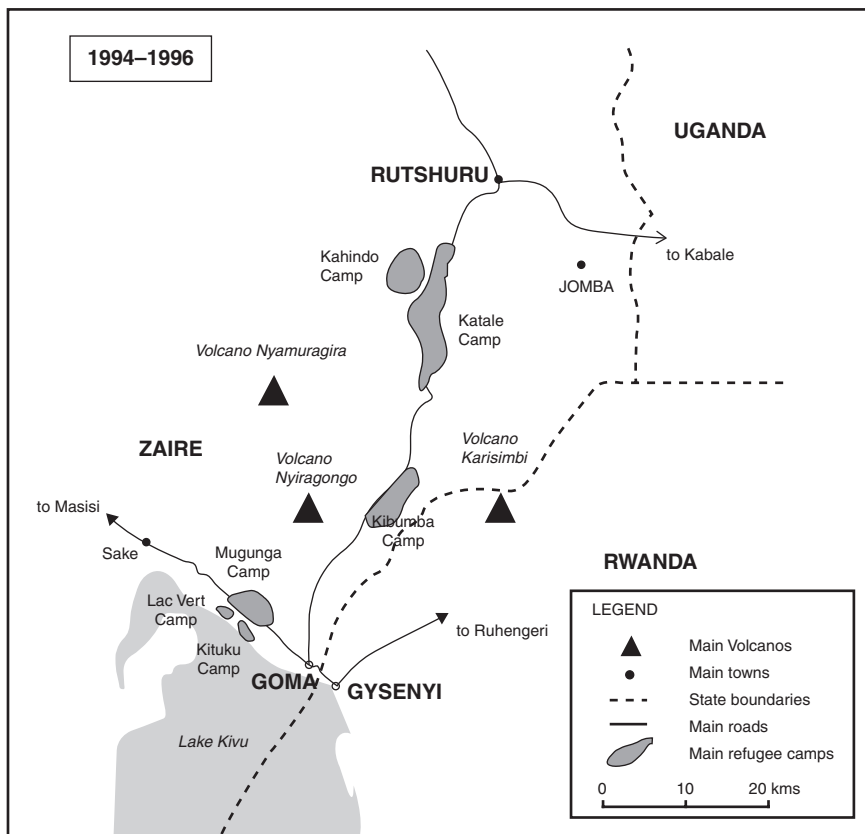 1994–1996
UGANDA
RUTSHURU
Kahindo
Camp
to Kabale
JOMBA
Katale
Camp
Volcano Nyamuragira
ZAIRE
Volcano
Nyiragongo
Volcano
Karisimbi
to Masisi
Kibumba
Camp
Sake
Mugunga
Camp
RWANDA
Lac Vert
Camp
Kituku
Camp
to Ruhengeri
GOMA
GYSENYI
Lake Kivu
LEGEND
Main Volcanos
Main towns
State boundaries
Main roads
Main refugee camps
0 10 20 kms